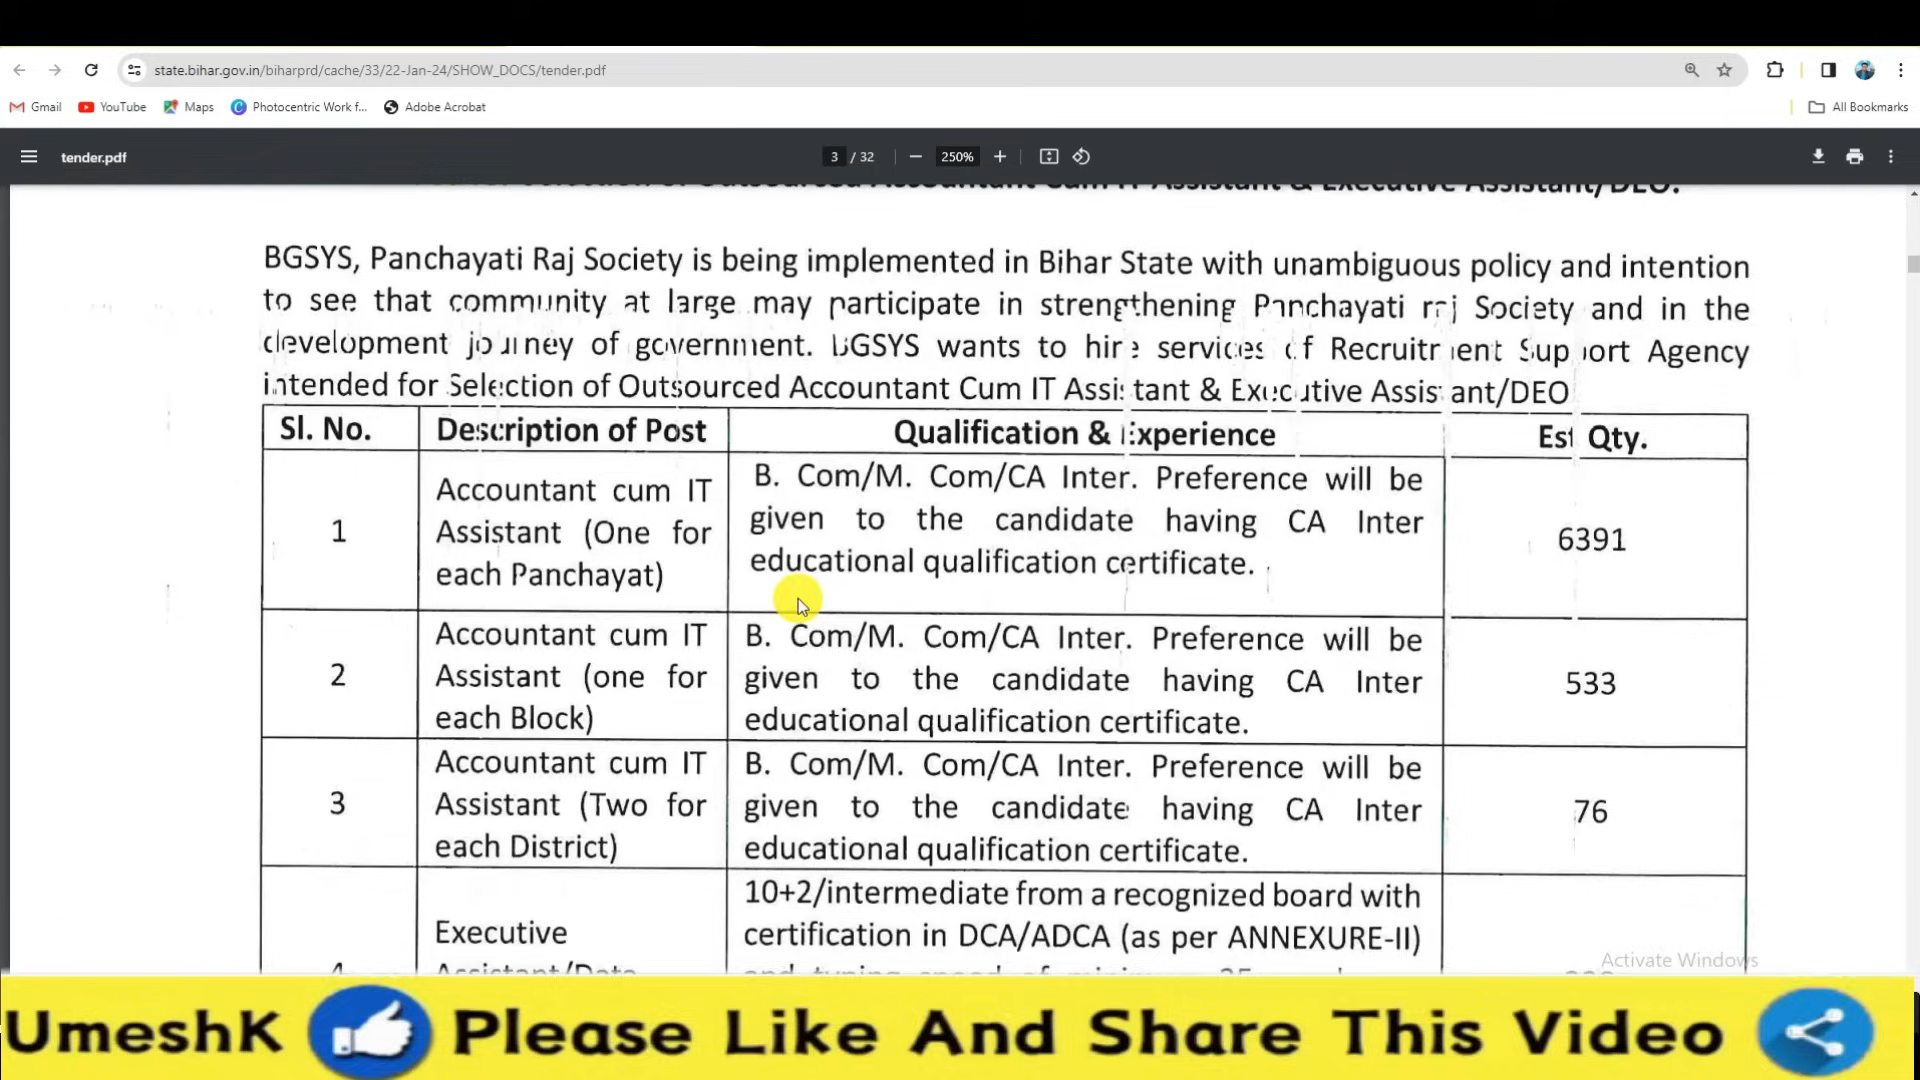 state.bihar.gov.in/biharprd/cache/33/22-Jan-24/SHOW_DOCS/tender.pdf
Gmail YouTube Maps Photocentric Work f... Adobe Acrobat All Bookmarks
tender.pdf 3 / 32 250%
Outsourced Accountant Cum IT Assistant & Executive Assistant/DEO.
BGSYS, Panchayati Raj Society is being implemented in Bihar State with unambiguous policy and intention
to see that community at large may participate in strengthening Panchayati raj Society and in the
development journey of government. BGSYS wants to hire services of Recruitment Support Agency
intended for Selection of Outsourced Accountant Cum IT Assistant & Executive Assistant/DEO
Sl. No. Description of Post Qualification & Experience Est Qty.
1
Accountant cum IT
Assistant (One for
each Panchayat)
B. Com/M. Com/CA Inter. Preference will be
given to the candidate having CA Inter
educational qualification certificate.
6391
2
Accountant cum IT
Assistant (one for
each Block)
B. Com/M. Com/CA Inter. Preference will be
given to the candidate having CA Inter
educational qualification certificate.
533
3
Accountant cum IT
Assistant (Two for
each District)
B. Com/M. Com/CA Inter. Preference will be
given to the candidate having CA Inter
educational qualification certificate.
76
Executive
10+2/intermediate from a recognized board with
certification in DCA/ADCA (as per ANNEXURE-II)
Activate Windows
UmeshK Please Like And Share This Video